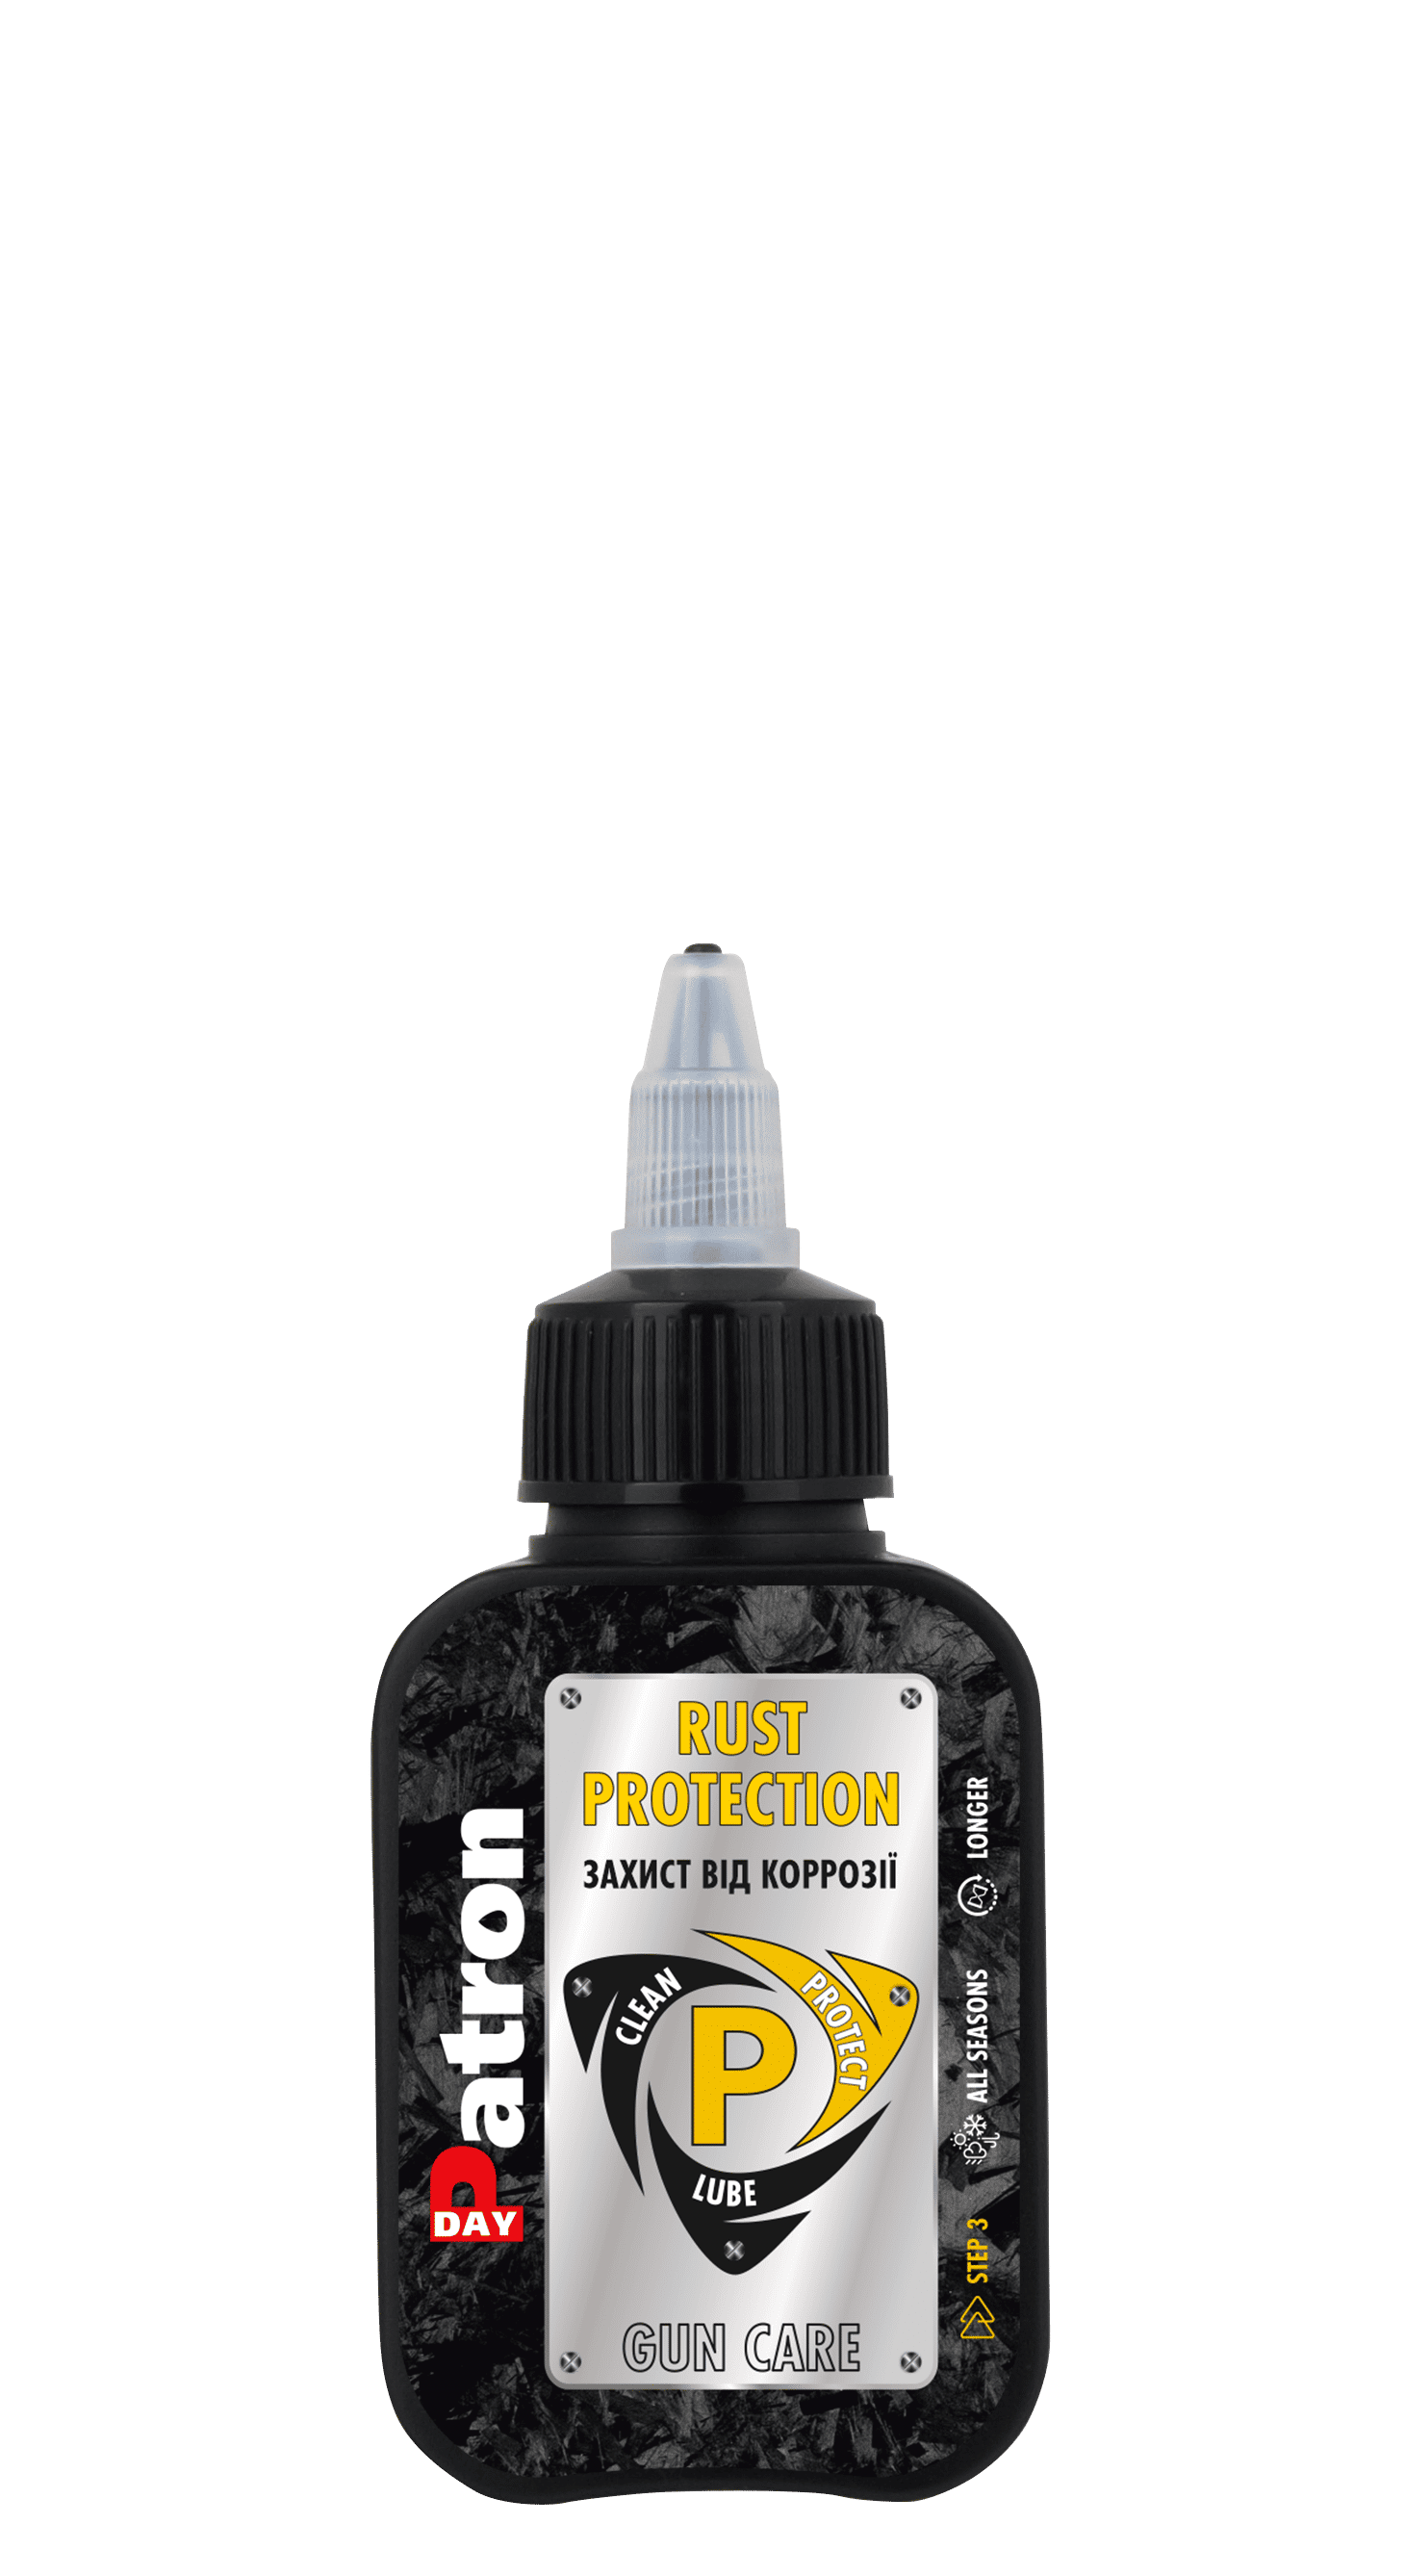 RUST
PROTECTION
ЗАХИСТ ВІД КОРРОЗІЇ
CLEAN
PROTECT
P
LUBE
GUN CARE
Patron
DAY
STEP 3
ALL SEASONS
LONGER